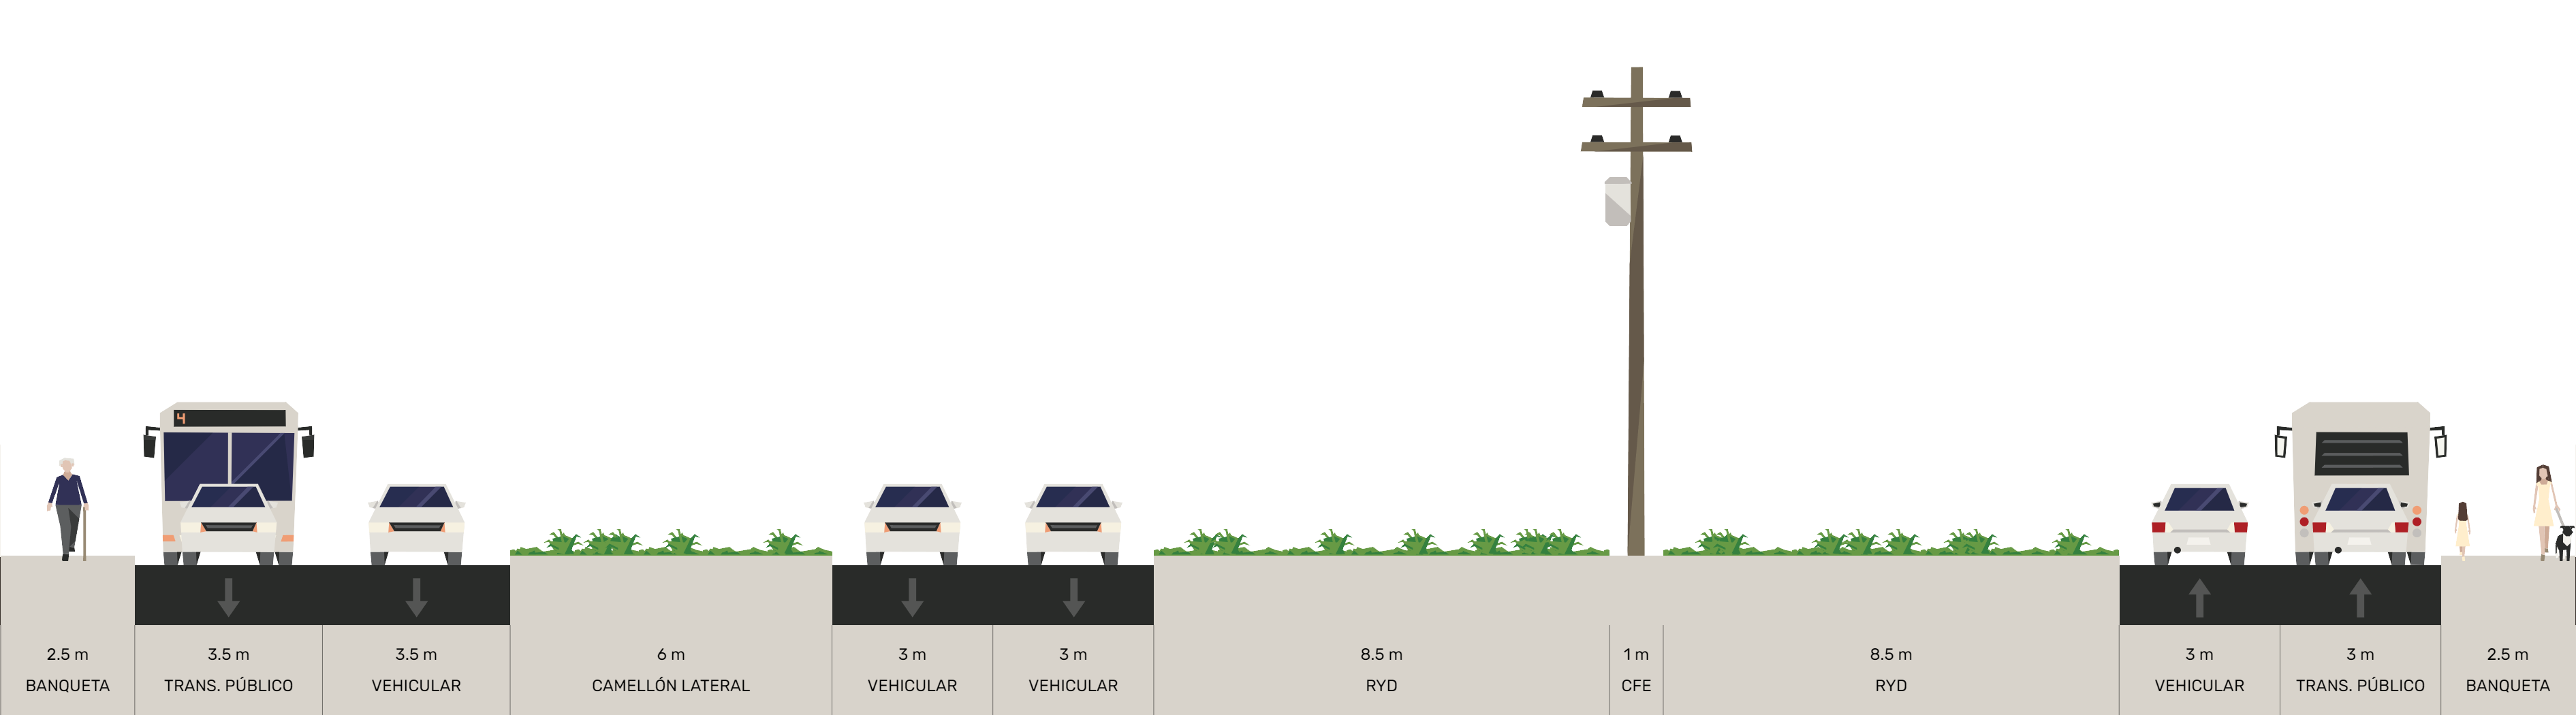 4
2.5 m
BANQUETA
3.5 m
TRANS. PÚBLICO
3.5 m
VEHICULAR
6 m
CAMELLÓN LATERAL
3 m
VEHICULAR
3 m
VEHICULAR
8.5 m
RYD
1 m
CFE
8.5 m
RYD
3 m
VEHICULAR
3 m
TRANS. PÚBLICO
2.5 m
BANQUETA